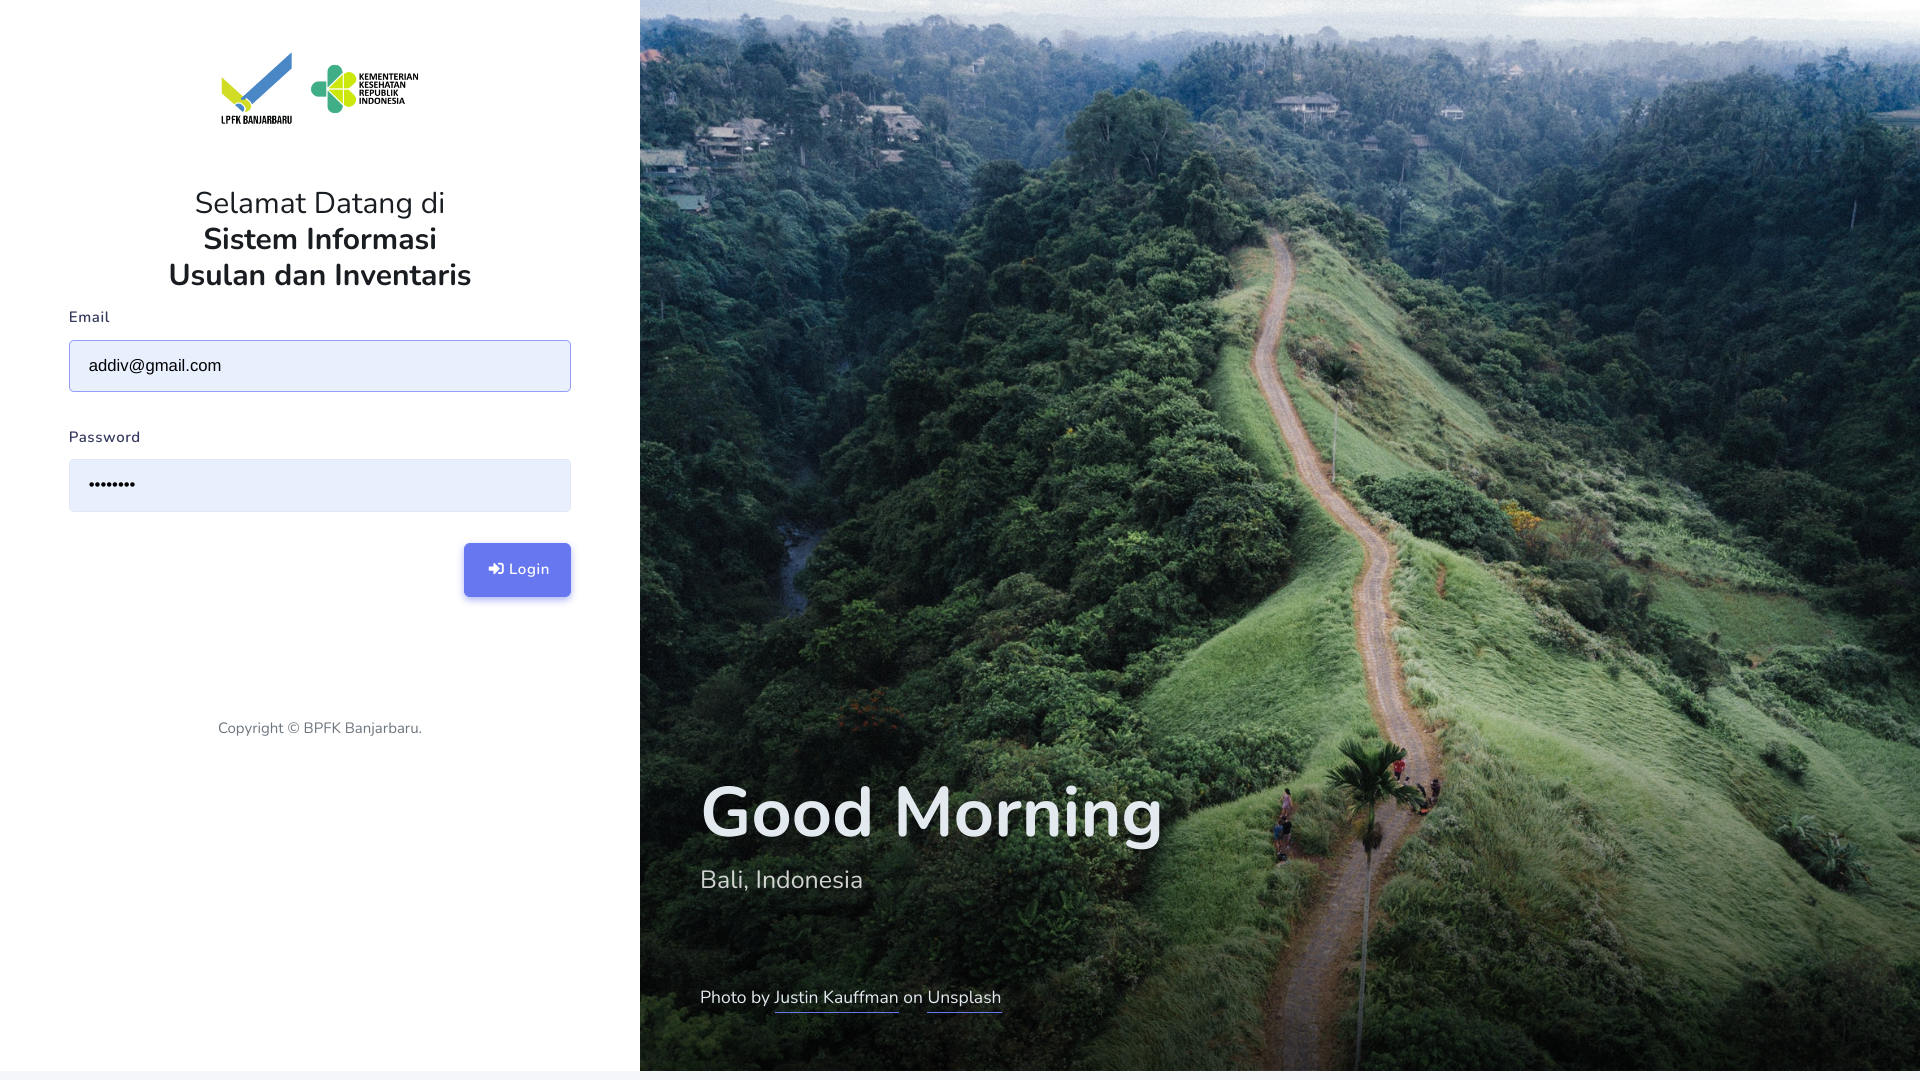 LPFK BANJARBARU
KEMENTERIAN
KESEHATAN
REPUBLIK
INDONESIA
Selamat Datang di
Sistem Informasi
Usulan dan Inventaris
Email
addiv@gmail.com
Password
••••••••
Login
Copyright © BPFK Banjarbaru.
Good Morning
Bali, Indonesia
Photo by Justin Kauffman on Unsplash